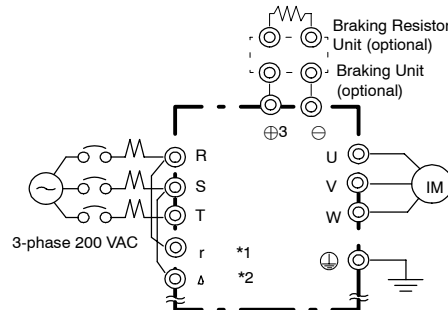 Braking Resistor
Unit (optional)
Braking Unit
(optional)
⊕3 ⊖
R
S
T
r *1
Δ *2
U
V
W
IM
3-phase 200 VAC